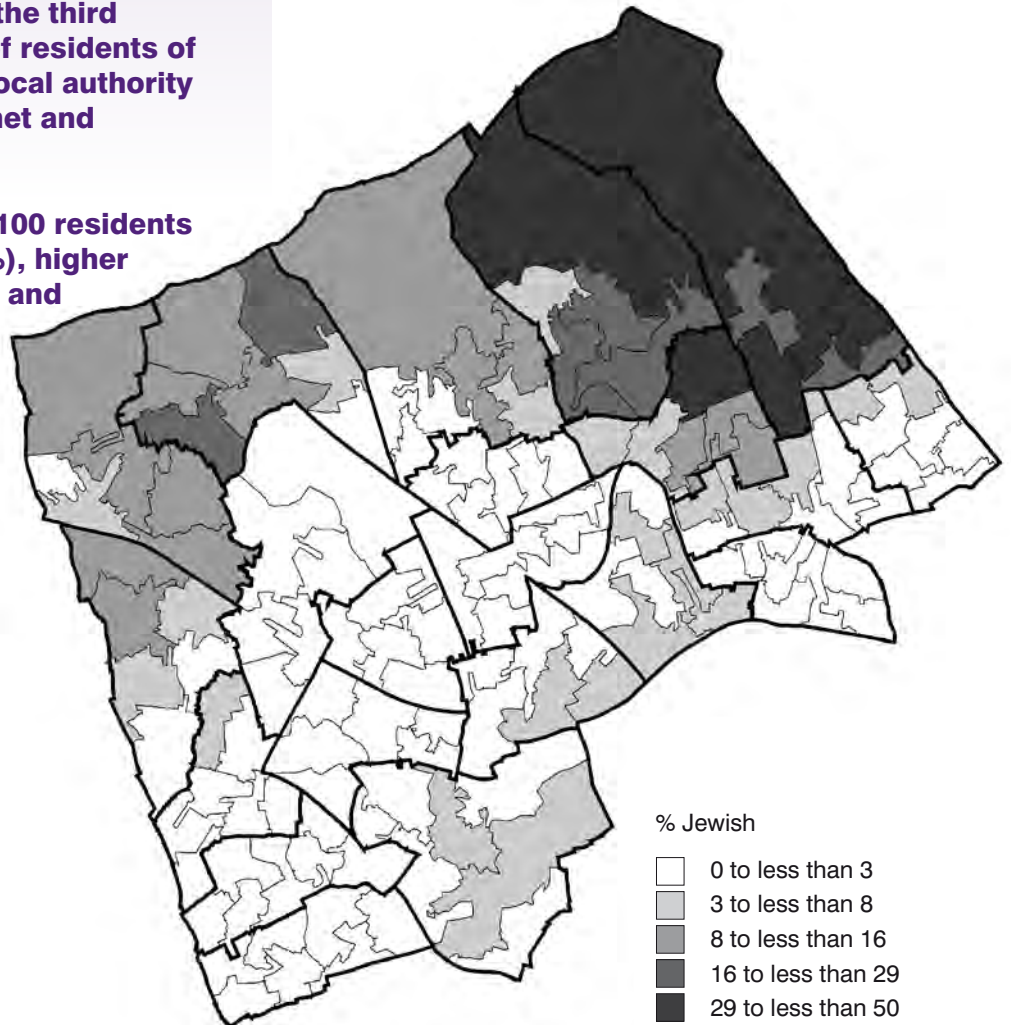 the third
f residents of
ocal authority
net and
100 residents
%), higher
and
% Jewish
0 to less than 3
3 to less than 8
8 to less than 16
16 to less than 29
29 to less than 50